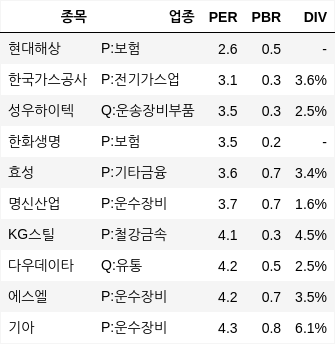 종목 업종 PER PBR DIV
현대해상 P:보험 2.6 0.5 -
한국가스공사 P:전기가스업 3.1 0.3 3.6%
성우하이텍 Q:운송장비부품 3.5 0.3 2.5%
한화생명 P:보험 3.5 0.2 -
효성 P:기타금융 3.6 0.7 3.4%
명신산업 P:운수장비 3.7 0.7 1.6%
KG스틸 P:철강금속 4.1 0.3 4.5%
다우데이타 Q:유통 4.2 0.5 2.5%
에스엘 P:운수장비 4.2 0.7 3.5%
기아 P:운수장비 4.3 0.8 6.1%